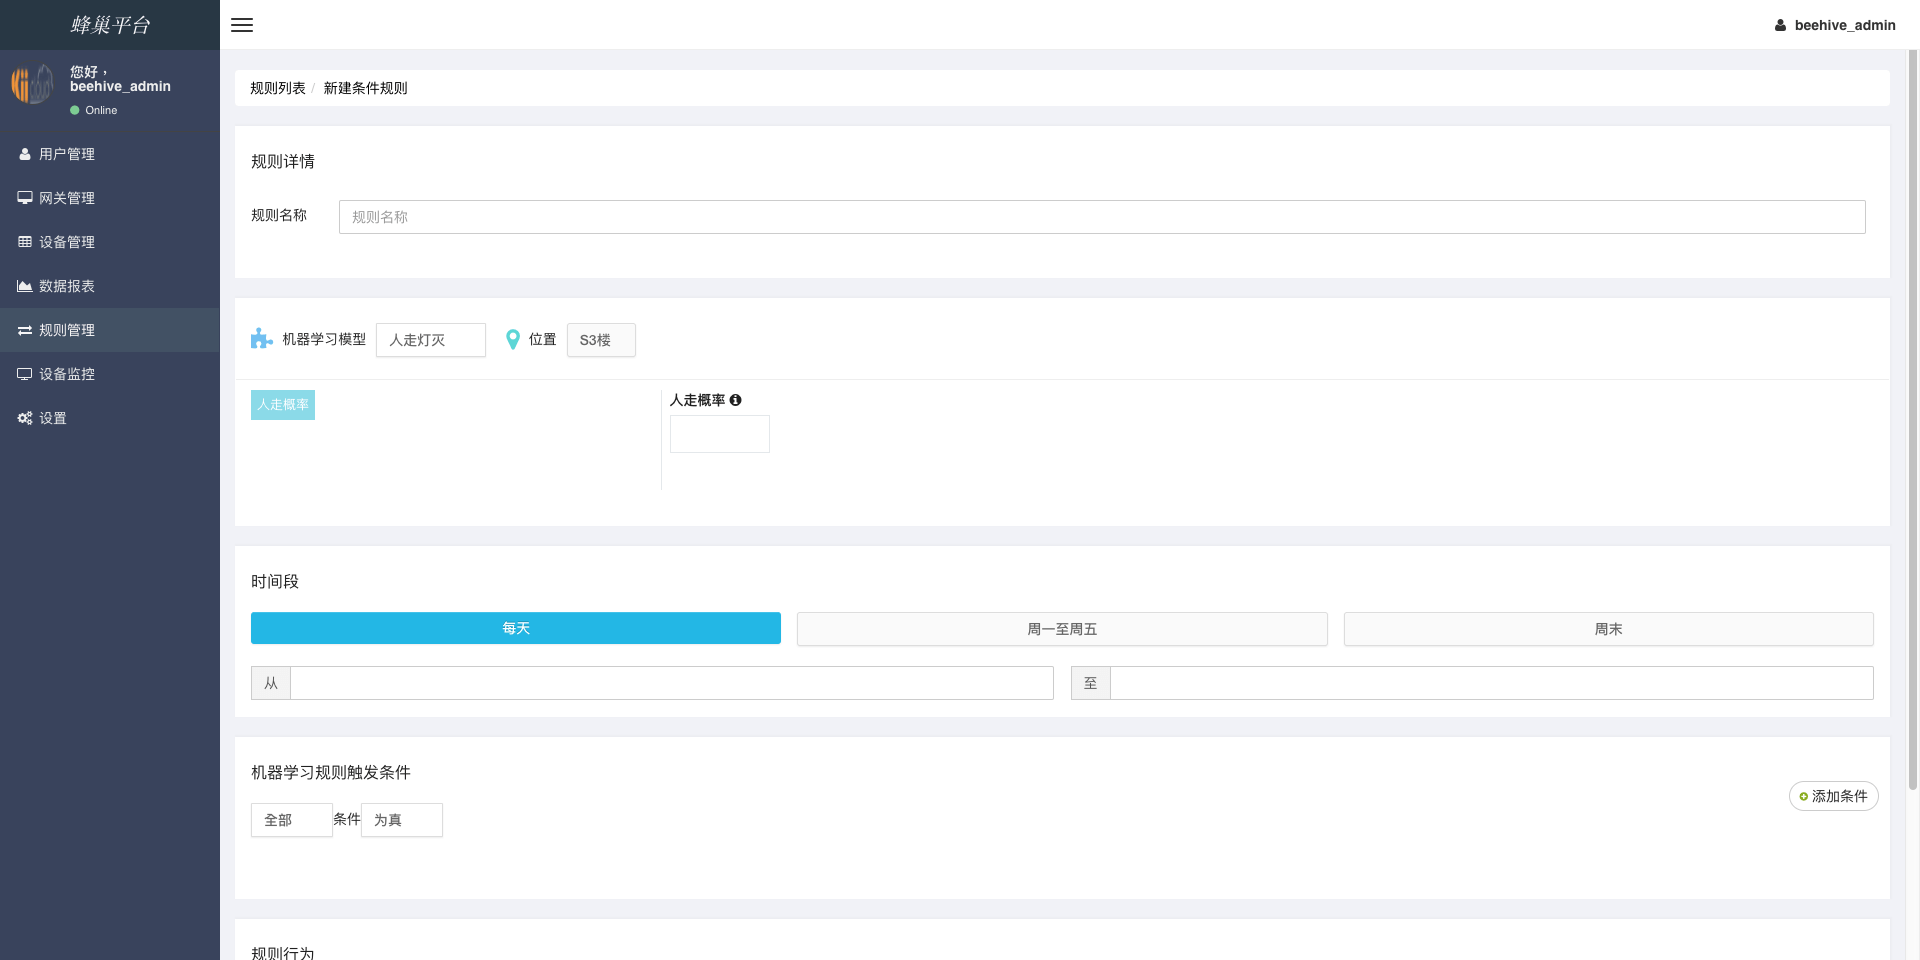 蜂巢平台
beehive_admin
您好，
beehive_admin
Online
用户管理
网关管理
设备管理
数据报表
规则管理
设备监控
设置
规则列表 / 新建条件规则
规则详情
规则名称 规则名称
机器学习模型 人走灯灭 位置 S3楼
人走概率
人走概率
时间段
每天 周一至周五 周末
从 至
机器学习规则触发条件
添加条件
全部 条件 为真
规则行为